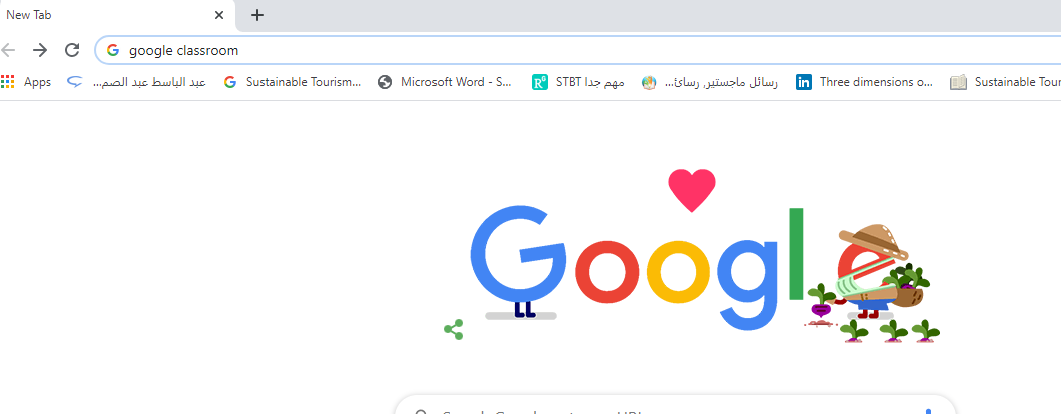 New Tab
google classroom
Apps
عبد الباسط عبد الصم...
Sustainable Tourism...
Microsoft Word - S...
STBT مهم جدا
رسائل ماجستير, رسائ...
Three dimensions o...
Sustainable Tour
Google